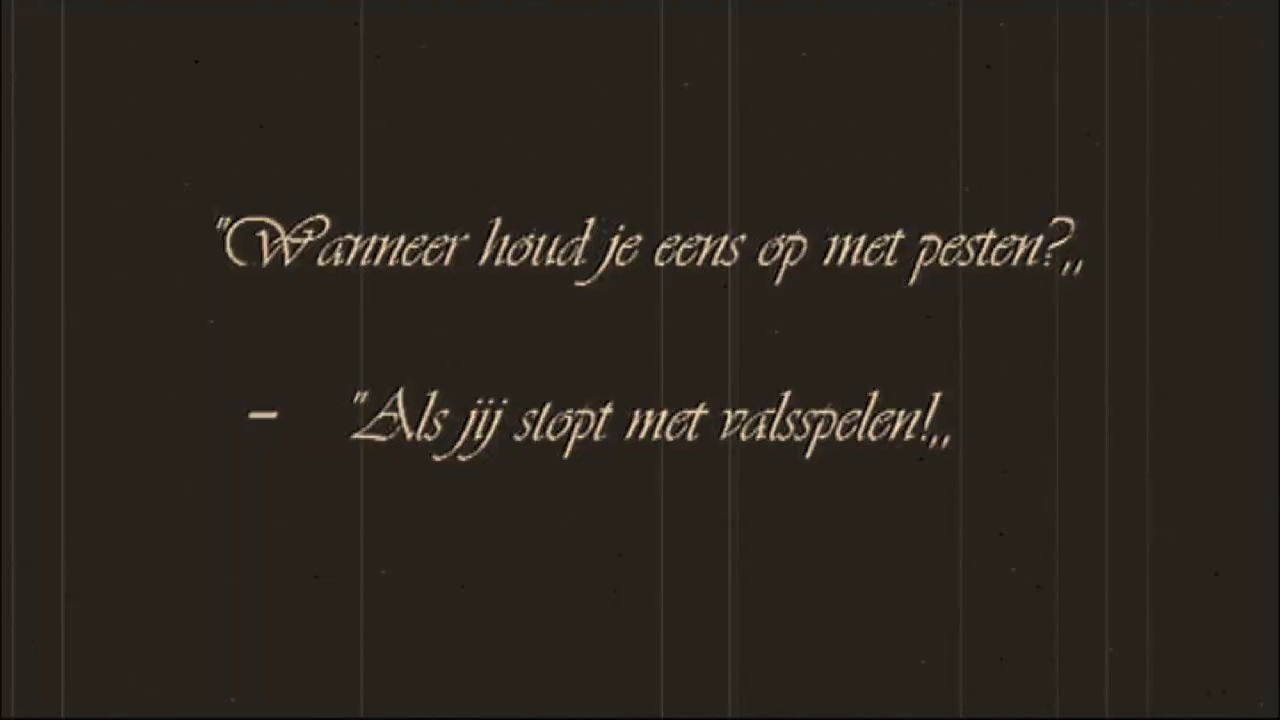 "Wanneer houd je eens op met pesten?,,
- "Als jij stopt met valsspelen!,,